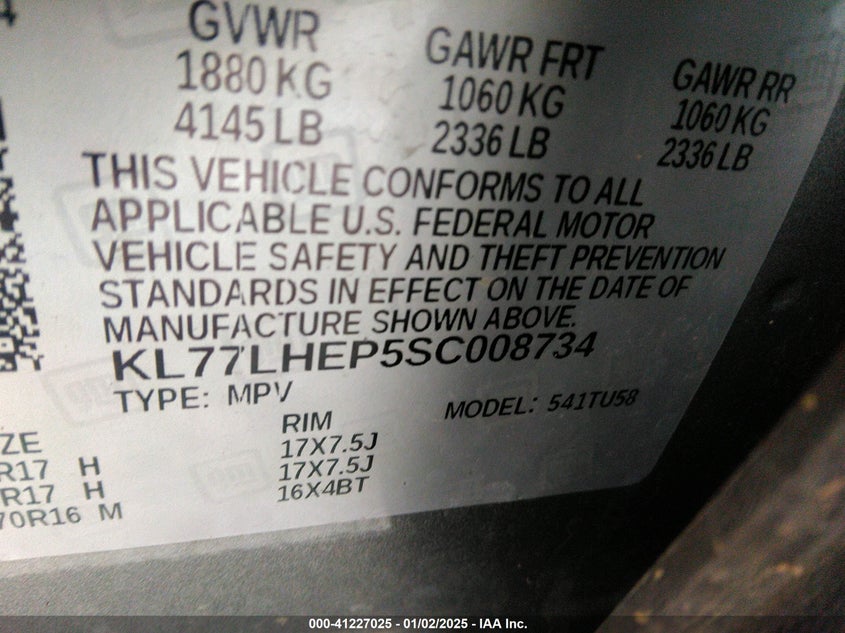 GVWR GAWR FRT GAWR RR
1880 KG 1060 KG 1060 KG
4145 LB 2336 LB 2336 LB
THIS VEHICLE CONFORMS TO ALL
APPLICABLE U.S. FEDERAL MOTOR
VEHICLE SAFETY AND THEFT PREVENTION
STANDARDS IN EFFECT ON THE DATE OF
MANUFACTURE SHOWN ABOVE.
KL77LHEP5SC008734
TYPE: MPV MODEL: 541TU58
ZE RIM
R17 H 17X7.5J
R17 H 17X7.5J
70R16 M 16X4BT
000-41227025 - 01/02/2025 - IAA Inc.